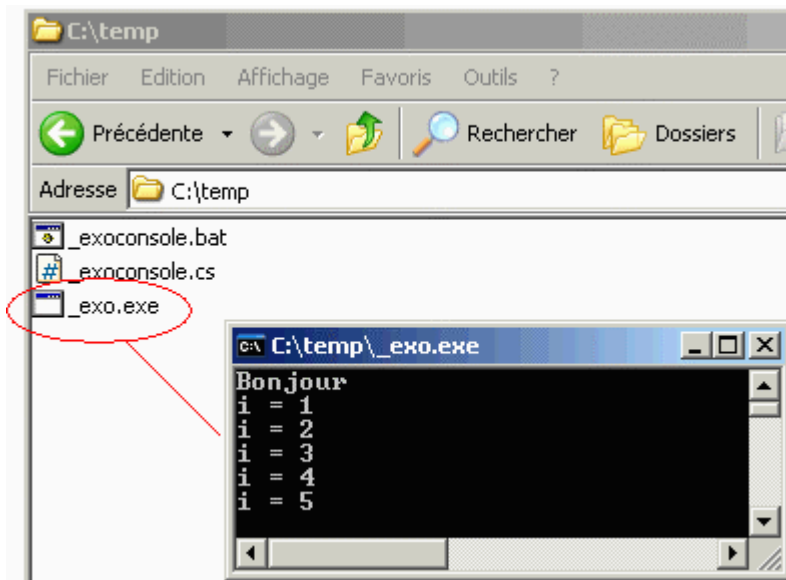 C:\temp
Fichier Edition Affichage Favoris Outils ?
Précédente Rechercher Dossiers
Adresse C:\temp
_exoconsole.bat
_exoconsole.cs
_exo.exe
C:\temp\_exo.exe
Bonjour
i = 1
i = 2
i = 3
i = 4
i = 5